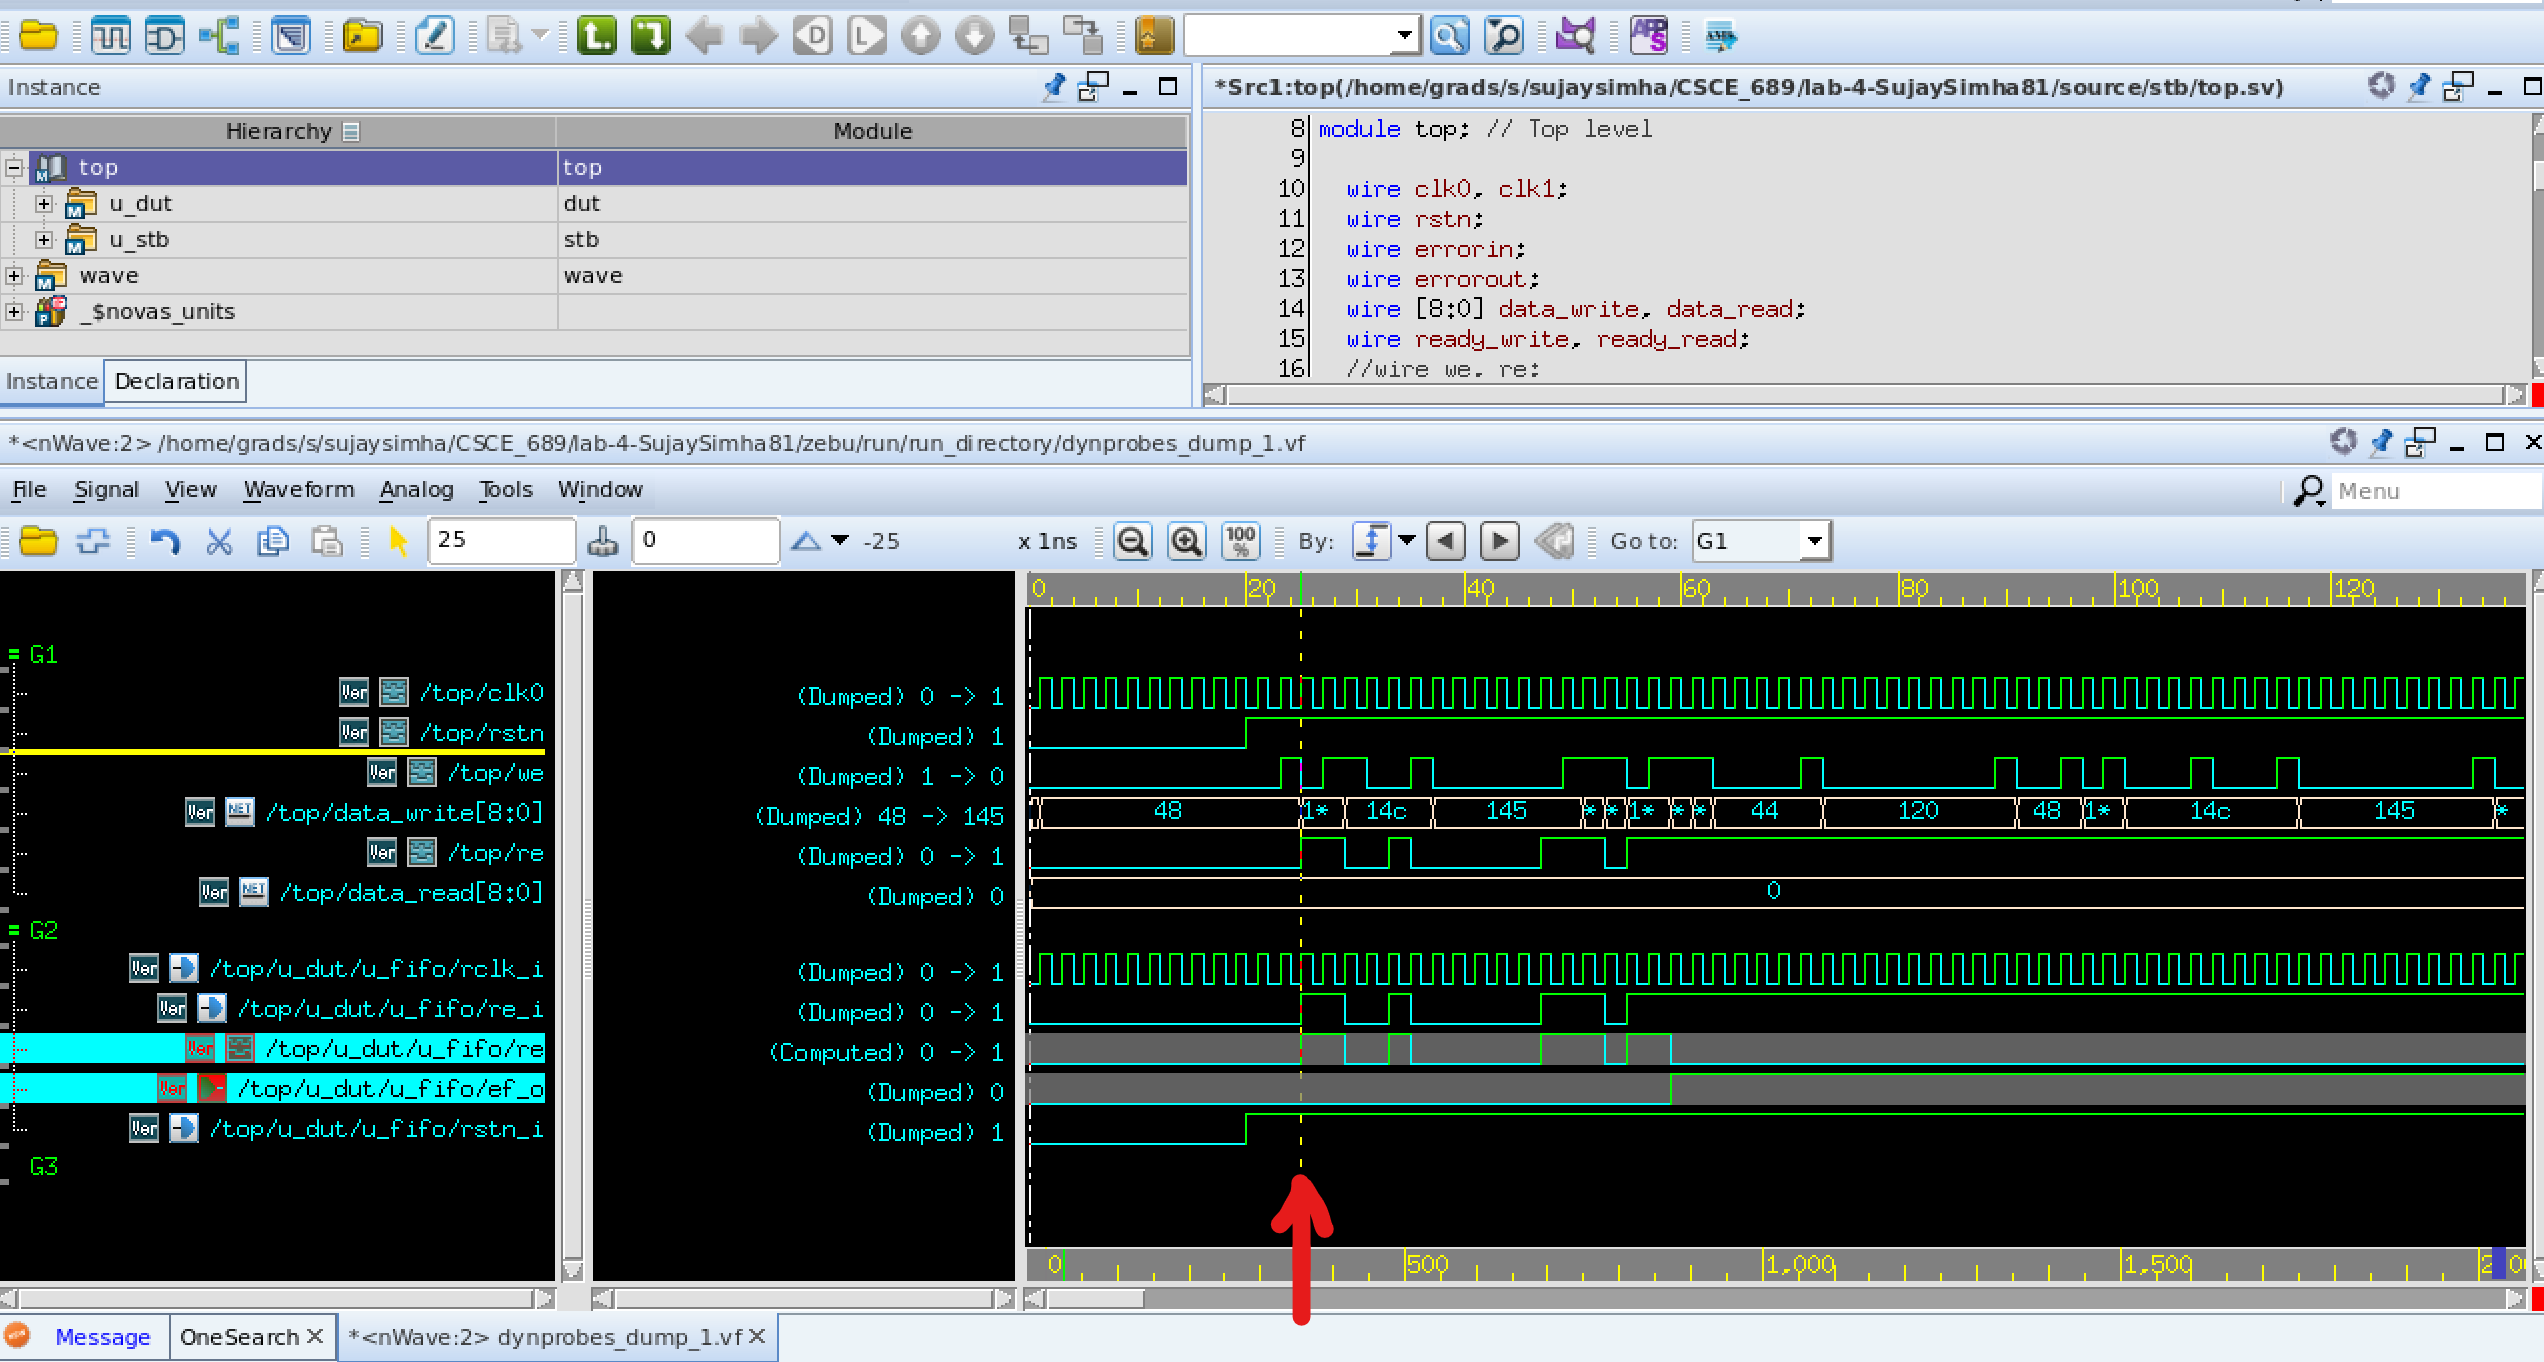 Instance
*Src1:top(/home/grads/s/sujaysimha/CSCE_689/lab-4-SujaySimha81/source/stb/top.sv)
Hierarchy Module
top top
u_dut dut
u_stb stb
wave wave
_$novas_units
Instance Declaration
8 module top; // Top level
9
10 wire clk0, clk1;
11 wire rstn;
12 wire errorin;
13 wire errorout;
14 wire [8:0] data_write, data_read;
15 wire ready_write, ready_read;
16 //wire we, re;
*<nWave:2> /home/grads/s/sujaysimha/CSCE_689/lab-4-SujaySimha81/zebu/run/run_directory/dynprobes_dump_1.vf
File Signal View Waveform Analog Tools Window Menu
25 0 -25 x 1ns 100 % By: Go to: G1
0 20 40 60 80 100 120
G1
/top/clk0 (Dumped) 0 -> 1
/top/rstn (Dumped) 1
/top/we (Dumped) 1 -> 0
/top/data_write[8:0] (Dumped) 48 -> 145 48 1* 14c 145 * * 1* * * 44 120 48 1* 14c 145 *
/top/re (Dumped) 0 -> 1
/top/data_read[8:0] (Dumped) 0 0
G2
/top/u_dut/u_fifo/rclk_i (Dumped) 0 -> 1
/top/u_dut/u_fifo/re_i (Dumped) 0 -> 1
/top/u_dut/u_fifo/re (Computed) 0 -> 1
/top/u_dut/u_fifo/ef_o (Dumped) 0
/top/u_dut/u_fifo/rstn_i (Dumped) 1
G3
0 500 1,000 1,500
Message OneSearch *<nWave:2> dynprobes_dump_1.vf